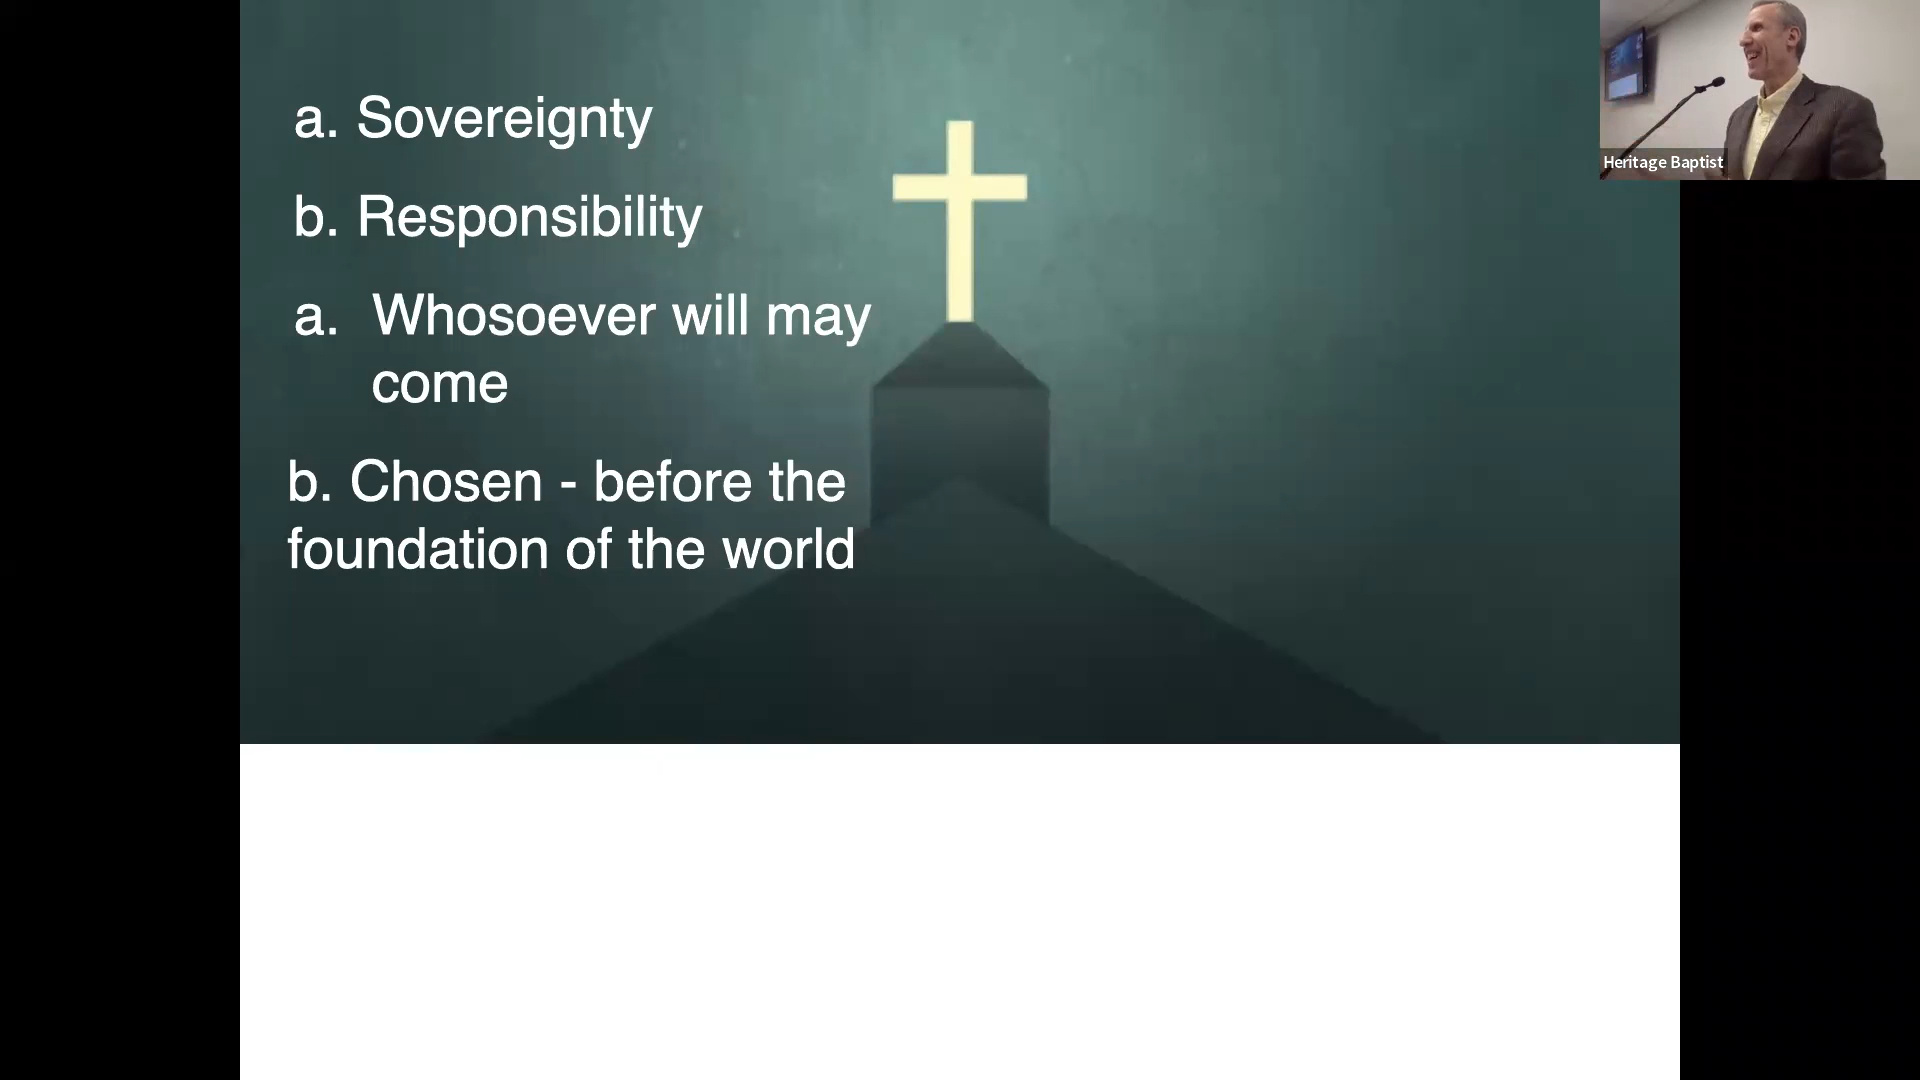 a. Sovereignty
b. Responsibility
a. Whosoever will may
come
b. Chosen - before the
foundation of the world
Heritage Baptist